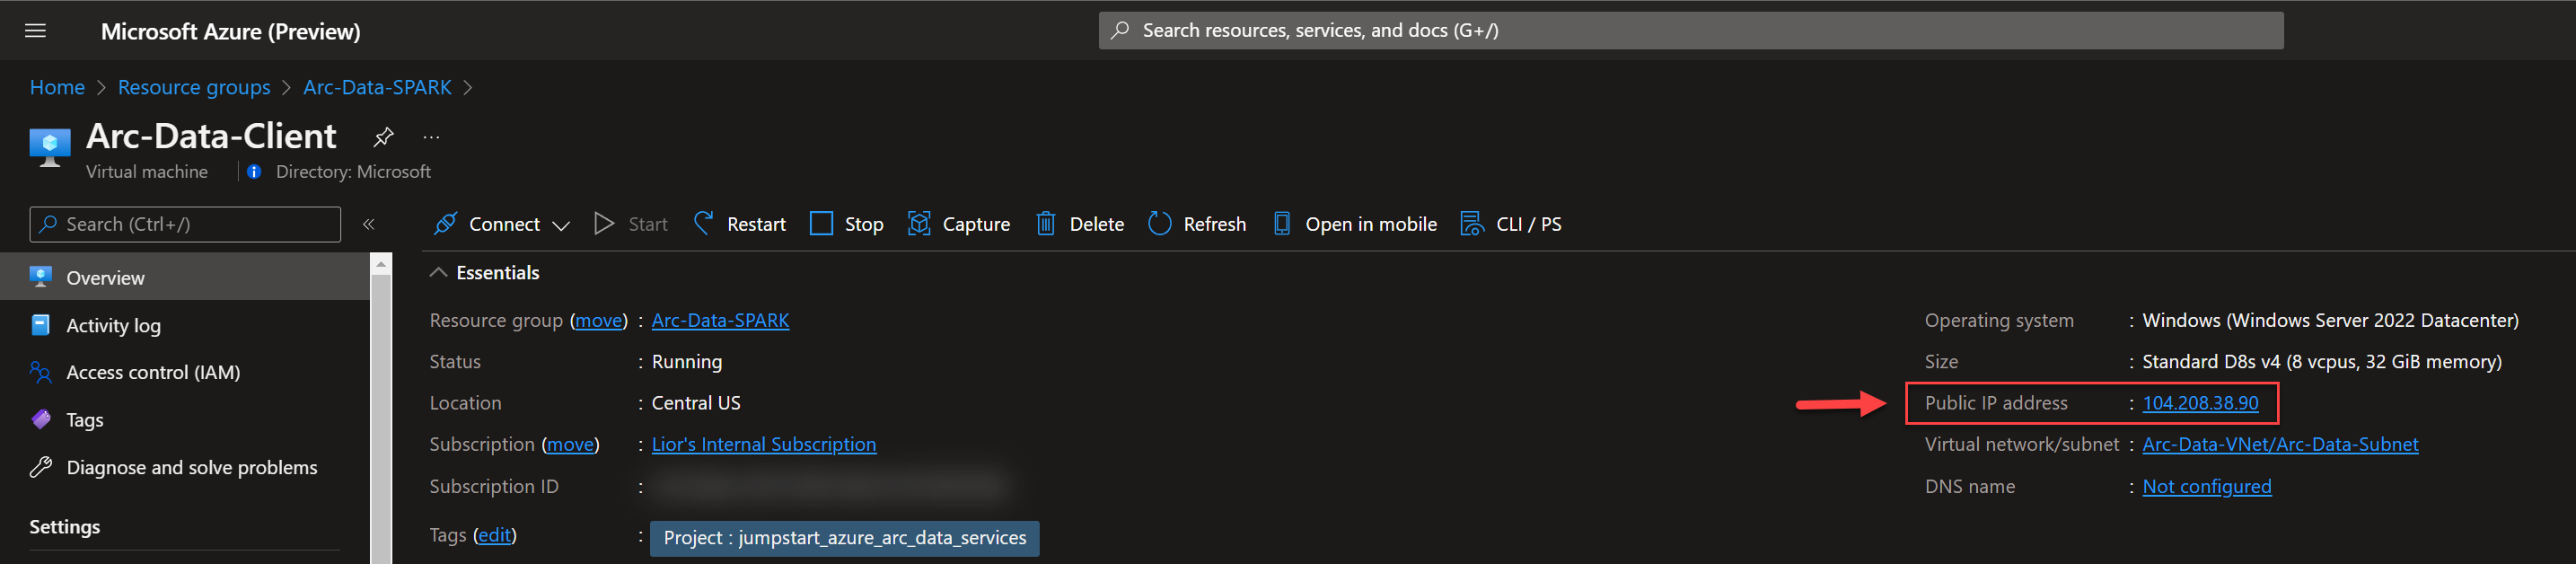 Microsoft Azure (Preview)
Search resources, services, and docs (G+/)
Home > Resource groups > Arc-Data-SPARK >
Arc-Data-Client
...
Virtual machine
Directory: Microsoft
Search (Ctrl+/)
«
Connect
Start
Restart
Stop
Capture
Delete
Refresh
Open in mobile
CLI / PS
Overview
Activity log
Access control (IAM)
Tags
Diagnose and solve problems
Settings
Essentials
Resource group (move) : Arc-Data-SPARK
Status : Running
Location : Central US
Subscription (move) : Lior's Internal Subscription
Subscription ID :
Tags (edit) : Project : jumpstart_azure_arc_data_services
Operating system : Windows (Windows Server 2022 Datacenter)
Size : Standard D8s v4 (8 vcpus, 32 GiB memory)
Public IP address : 104.208.38.90
Virtual network/subnet : Arc-Data-VNet/Arc-Data-Subnet
DNS name : Not configured